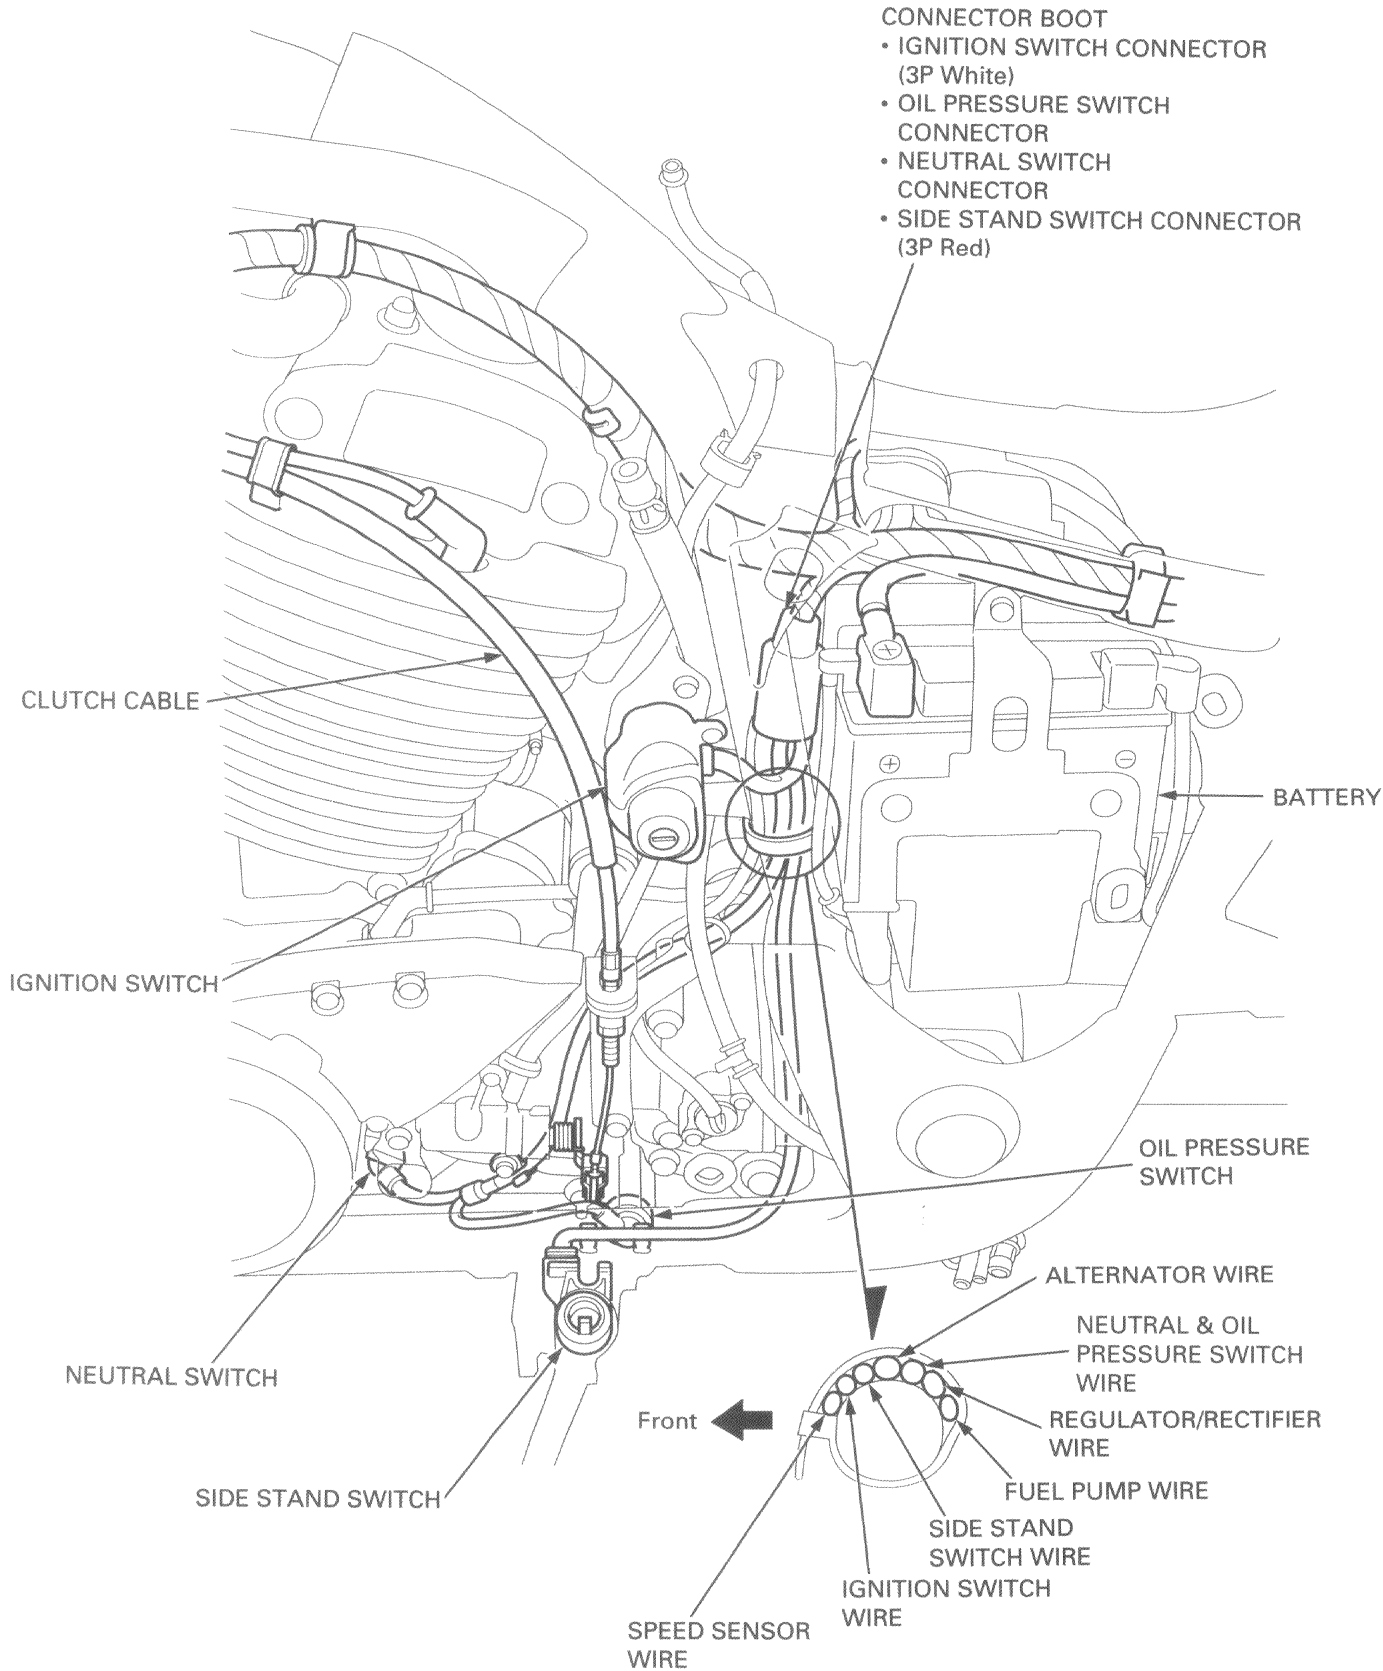 CONNECTOR BOOT
• IGNITION SWITCH CONNECTOR
(3P White)
• OIL PRESSURE SWITCH
CONNECTOR
• NEUTRAL SWITCH
CONNECTOR
• SIDE STAND SWITCH CONNECTOR
(3P Red)
CLUTCH CABLE
BATTERY
IGNITION SWITCH
OIL PRESSURE
SWITCH
NEUTRAL SWITCH
SIDE STAND SWITCH
Front
ALTERNATOR WIRE
NEUTRAL & OIL
PRESSURE SWITCH
WIRE
REGULATOR/RECTIFIER
WIRE
FUEL PUMP WIRE
SIDE STAND
SWITCH WIRE
IGNITION SWITCH
WIRE
SPEED SENSOR
WIRE